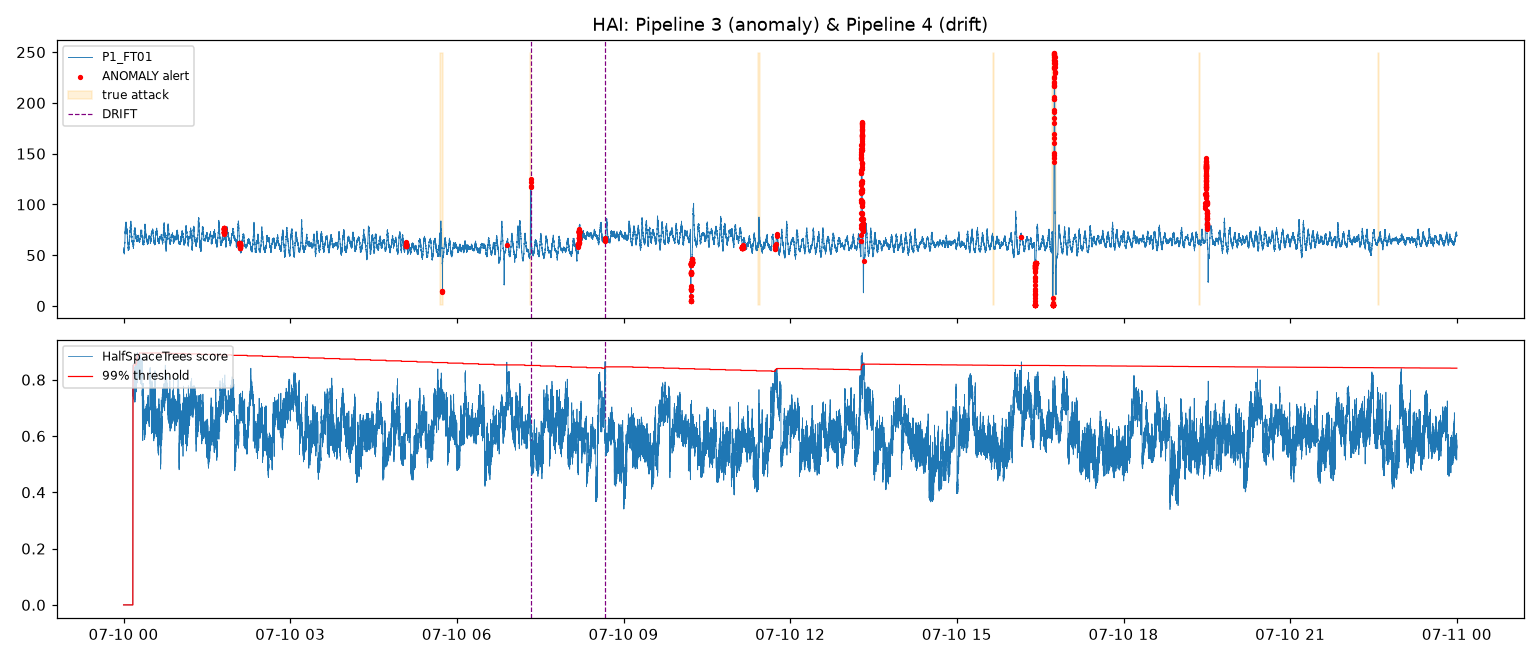 HAI: Pipeline 3 (anomaly) & Pipeline 4 (drift)
250
200
150
100
50
0
P1_FT01
ANOMALY alert
true attack
DRIFT
0.8
0.6
0.4
0.2
0.0
HalfSpaceTrees score
99% threshold
07-10 00
07-10 03
07-10 06
07-10 09
07-10 12
07-10 15
07-10 18
07-10 21
07-11 00